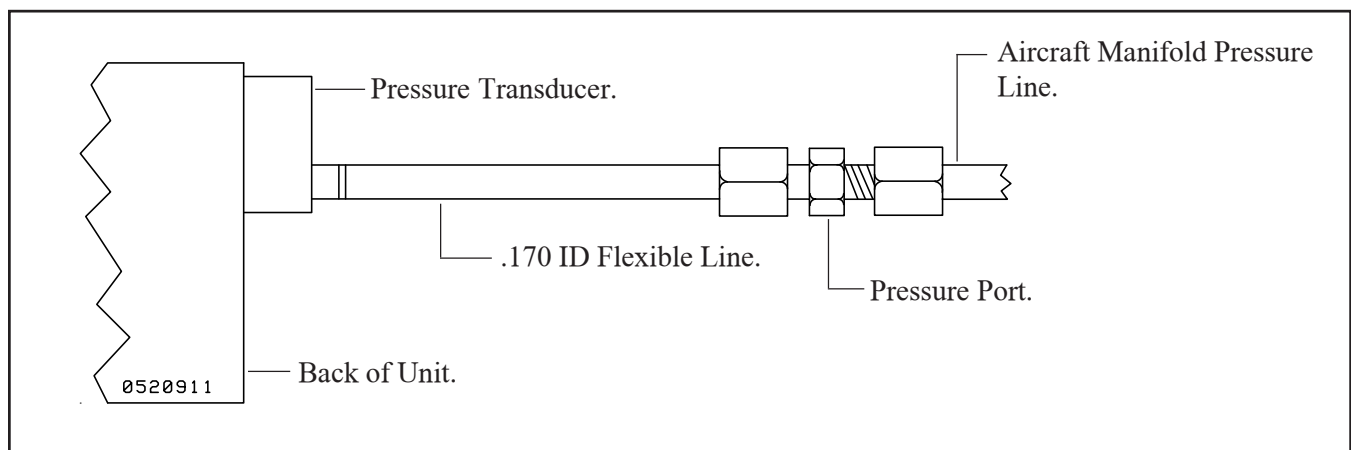 Aircraft Manifold Pressure
Line.
Pressure Transducer.
.170 ID Flexible Line.
Pressure Port.
Back of Unit.
0520911